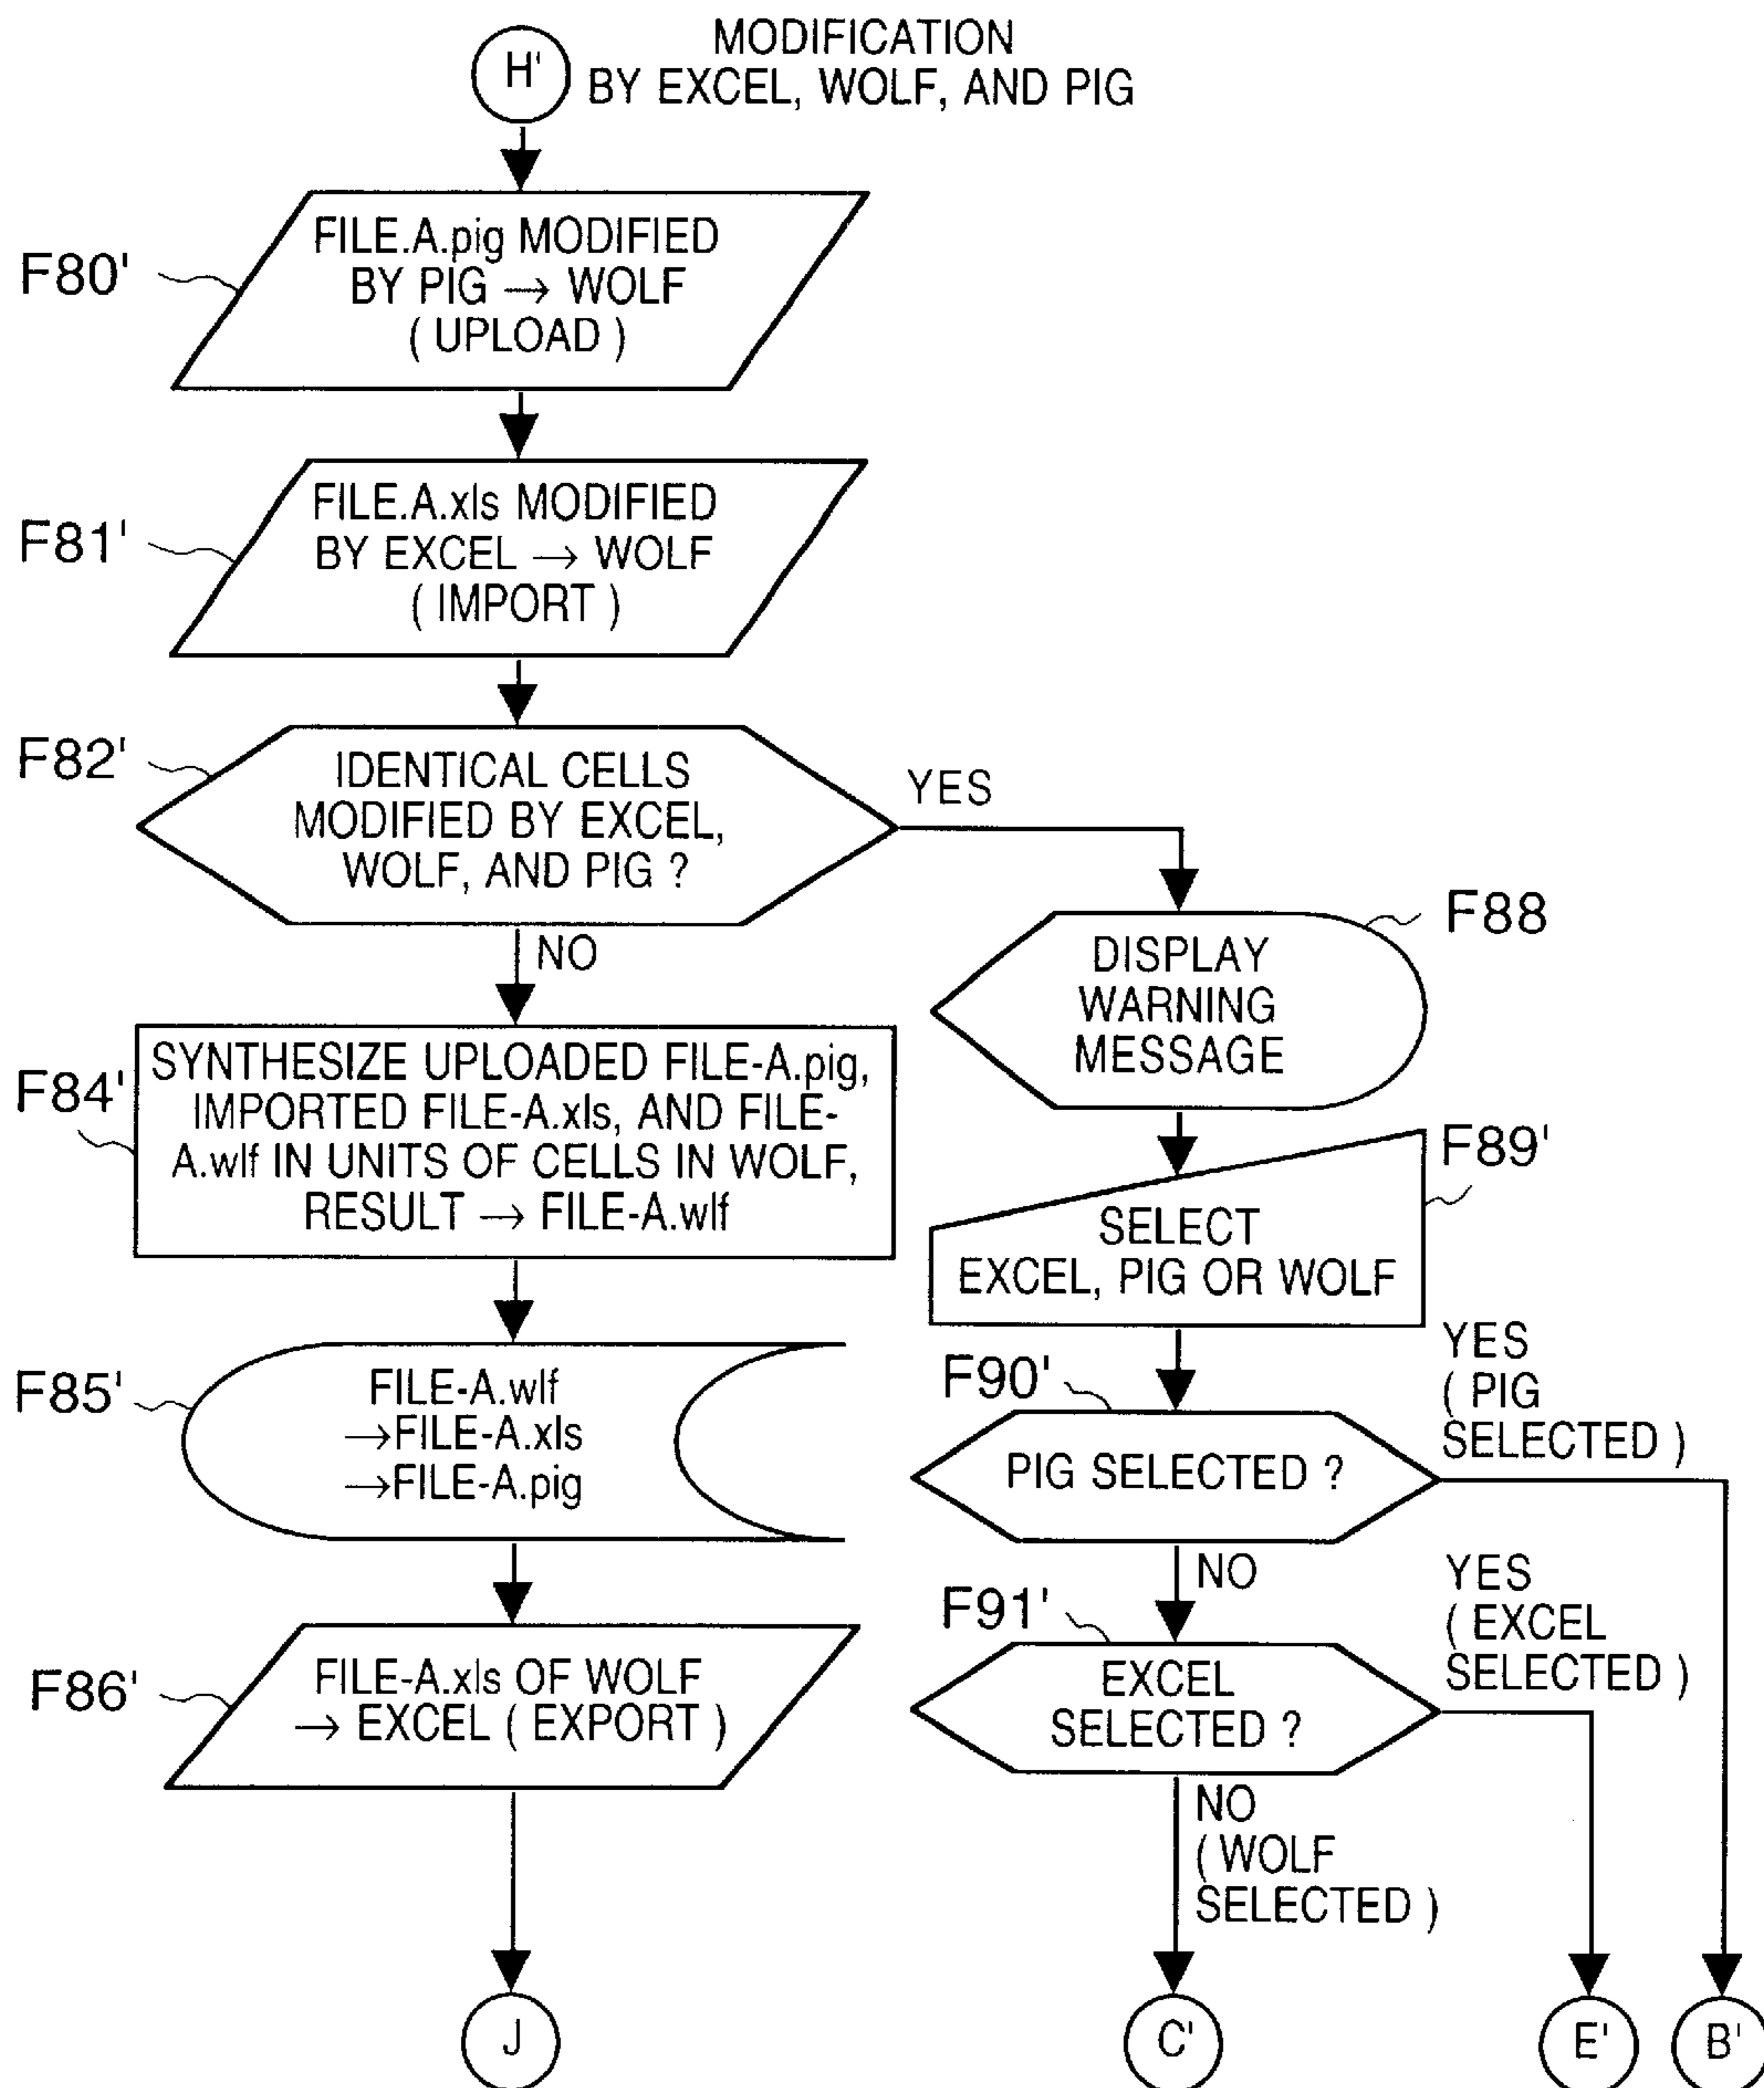 H'
MODIFICATION
BY EXCEL, WOLF, AND PIG
F80'
FILE.A.pig MODIFIED
BY PIG → WOLF
( UPLOAD )
F81'
FILE.A.xls MODIFIED
BY EXCEL → WOLF
( IMPORT )
F82'
IDENTICAL CELLS
MODIFIED BY EXCEL,
WOLF, AND PIG ?
YES
NO
F84'
SYNTHESIZE UPLOADED FILE-A.pig,
IMPORTED FILE-A.xls, AND FILE-
A.wlf IN UNITS OF CELLS IN WOLF,
RESULT → FILE-A.wlf
F85'
FILE-A.wlf
→FILE-A.xls
→FILE-A.pig
F86'
FILE-A.xls OF WOLF
→ EXCEL ( EXPORT )
J
F88
DISPLAY
WARNING
MESSAGE
F89'
SELECT
EXCEL, PIG OR WOLF
F90'
PIG SELECTED ?
YES
( PIG
SELECTED )
NO
F91'
EXCEL
SELECTED ?
YES
( EXCEL
SELECTED )
NO
( WOLF
SELECTED )
C'
E'
B'